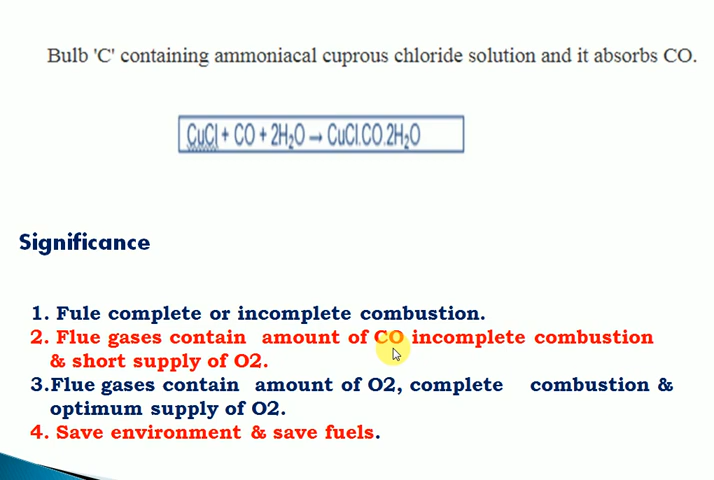 Bulb 'C' containing ammoniacal cuprous chloride solution and it absorbs CO.
CuCl + CO + 2H₂O → CuCl.CO.2H₂O
Significance
1. Fule complete or incomplete combustion.
2. Flue gases contain amount of CO incomplete combustion
& short supply of O2.
3.Flue gases contain amount of O2, complete combustion &
optimum supply of O2.
4. Save environment & save fuels.